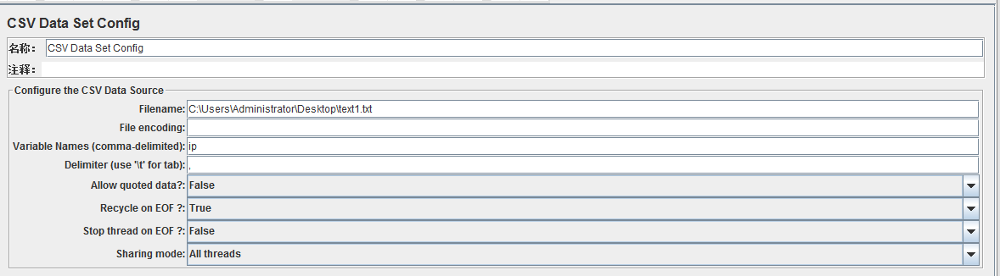 CSV Data Set Config
名称： CSV Data Set Config
注释：
Configure the CSV Data Source
Filename: C:\Users\Administrator\Desktop\text1.txt
File encoding:
Variable Names (comma-delimited): ip
Delimiter (use '\t' for tab): ,
Allow quoted data?: False
Recycle on EOF ?: True
Stop thread on EOF ?: False
Sharing mode: All threads